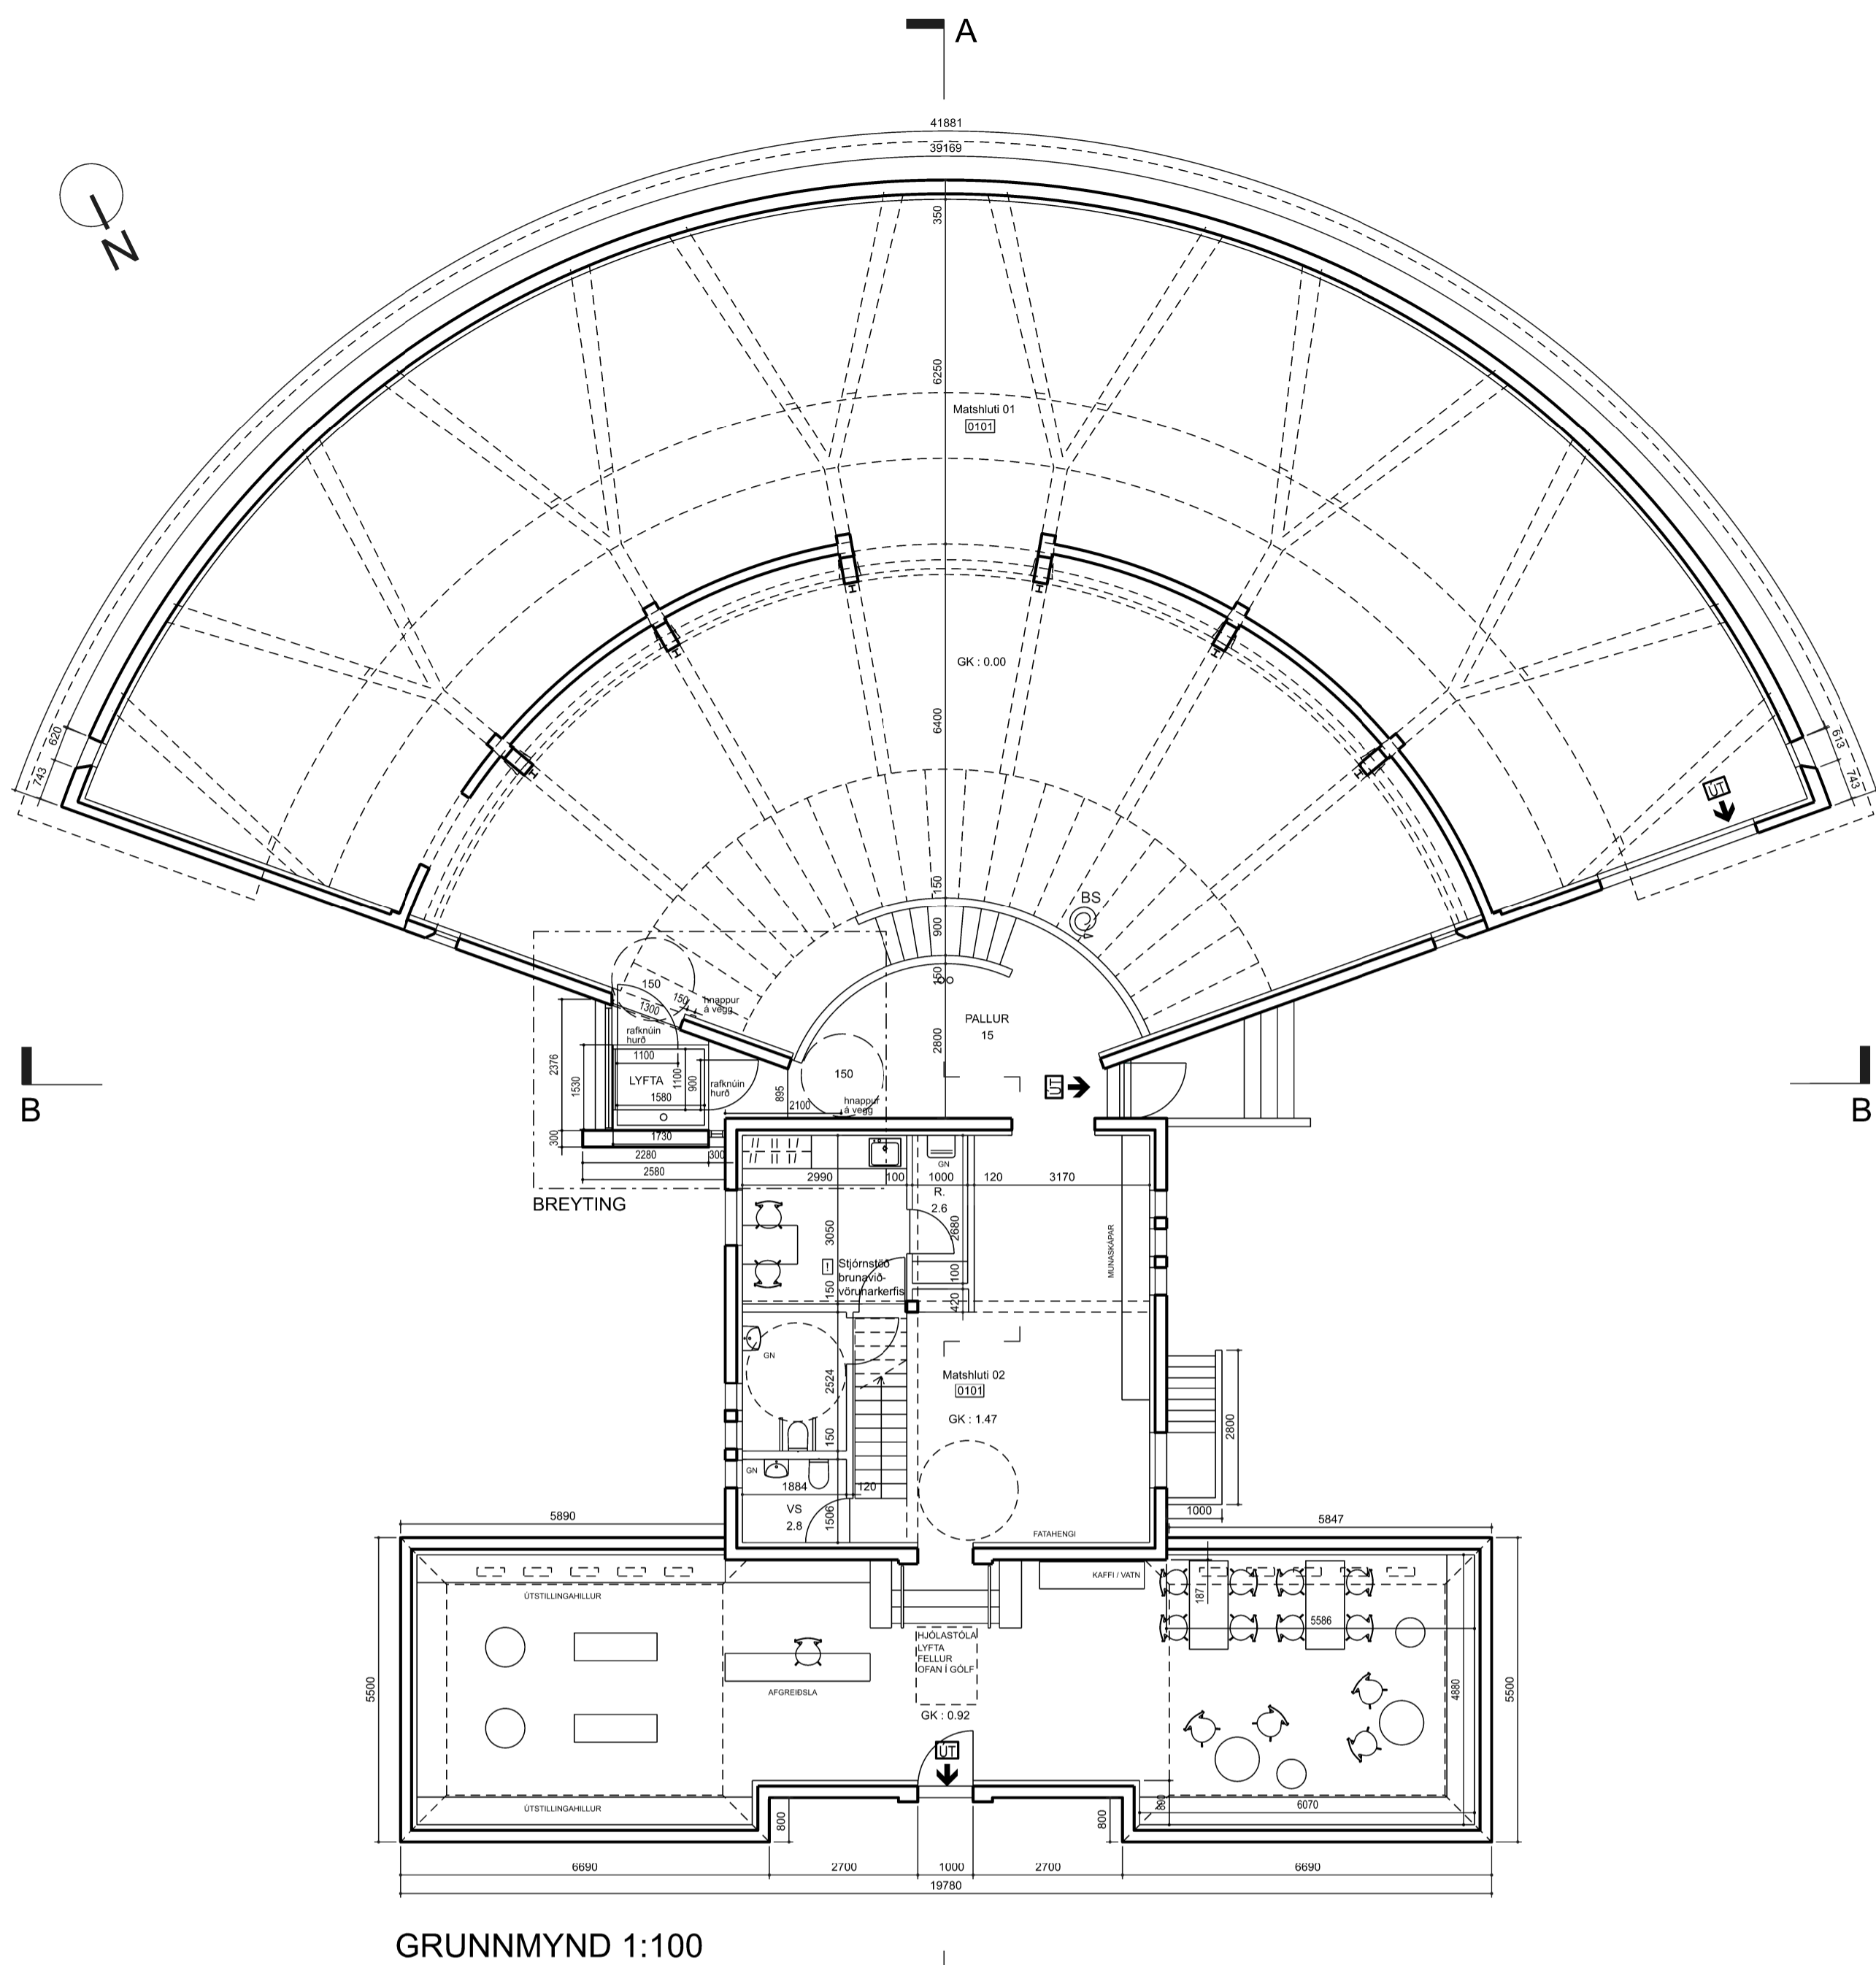 A
41881
39169
N
350
6250
Matshluti 01
0101
GK : 0.00
6400
620
743
613
743
ÚT
BS
150
900
150
2800
PALLUR
15
150
150
1300
hnappur
á vegg
rafknúin
hurð
1100
LYFTA
1100
900
1580
rafknúin
hurð
150
895
2100
hnappur
á vegg
ÚT
2376
1530
300
1730
2280
300
2580
B
B
BREYTING
GN
2990
100
1000
120
3170
R.
2.6
3050
2680
MUNASKÁPAR
!
Stjórnstöð
brunavið-
vörunarkerfis
150
100
420
GN
2524
Matshluti 02
0101
GK : 1.47
150
GN
1884
120
VS
2.8
1506
FATAHENGI
2800
1000
5890
5847
KAFFI / VATN
187
5586
ÚTSTILLINGAHILLUR
HJÓLASTÓLA
LYFTA
FELLUR
OFAN Í GÓLF
AFGREIÐSLA
GK : 0.92
5500
4880
5500
ÚT
ÚTSTILLINGAHILLUR
800
800
890
6070
6690
2700
1000
2700
6690
19780
GRUNNMYND 1:100